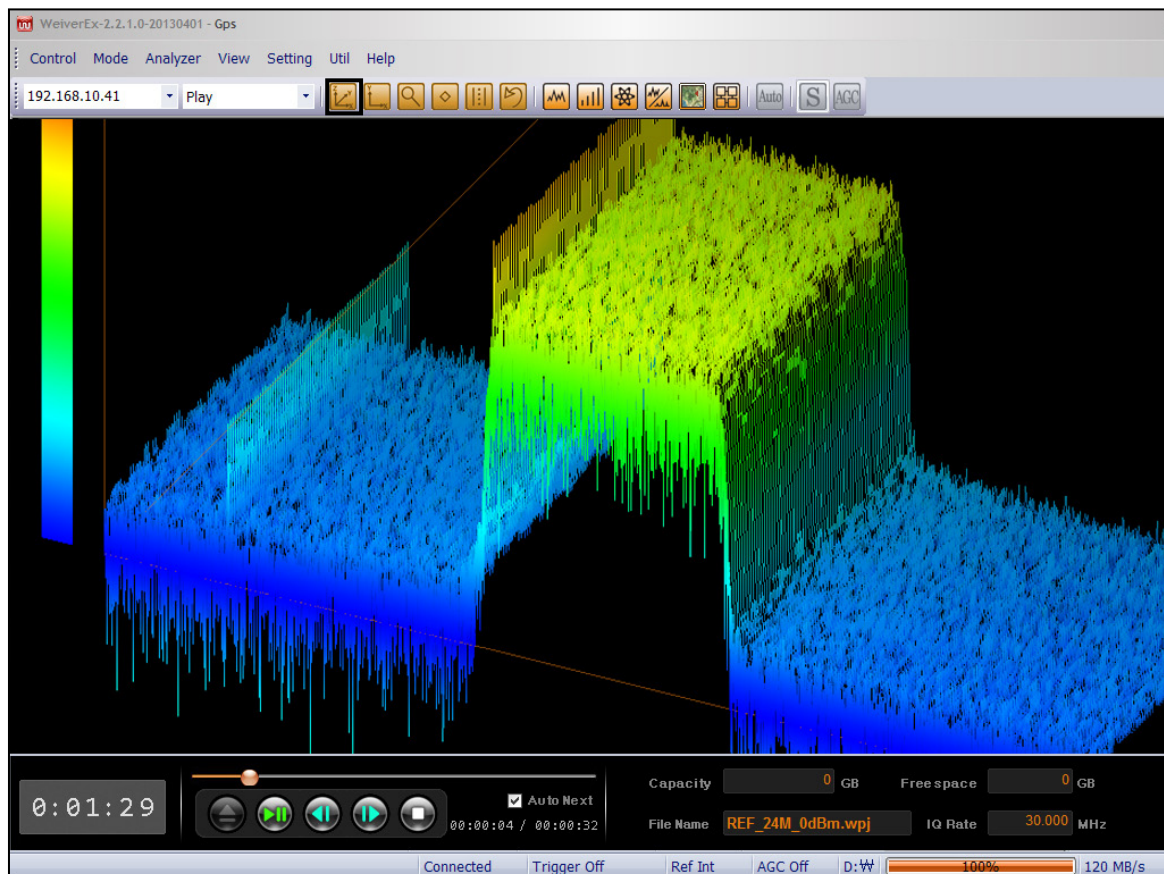 WeiverEx-2.2.1.0-20130401 - Gps
Control Mode Analyzer View Setting Util Help
192.168.10.41 Play Auto S AGC
0:01:29
Auto Next
00:00:04 / 00:00:32
Capacity 0 GB Free space 0 GB
File Name REF_24M_0dBm.wpj IQ Rate 30.000 MHz
Connected Trigger Off Ref Int AGC Off D:₩ 100% 120 MB/s